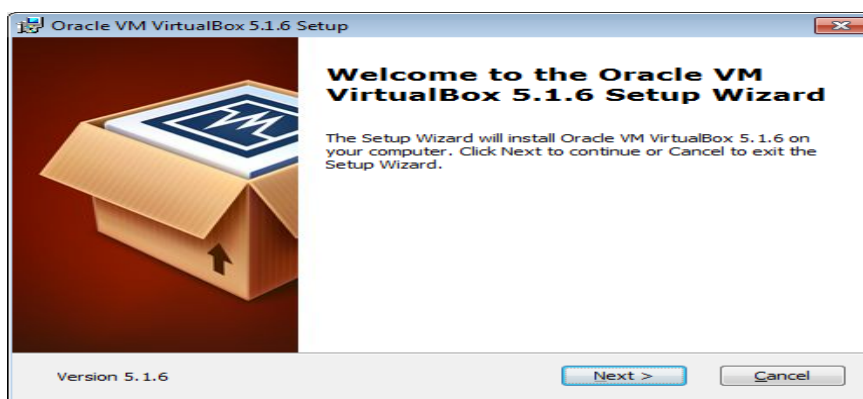 Oracle VM VirtualBox 5.1.6 Setup
Welcome to the Oracle VM
VirtualBox 5.1.6 Setup Wizard
The Setup Wizard will install Oracle VM VirtualBox 5.1.6 on
your computer. Click Next to continue or Cancel to exit the
Setup Wizard.
Version 5.1.6
Next >
Cancel